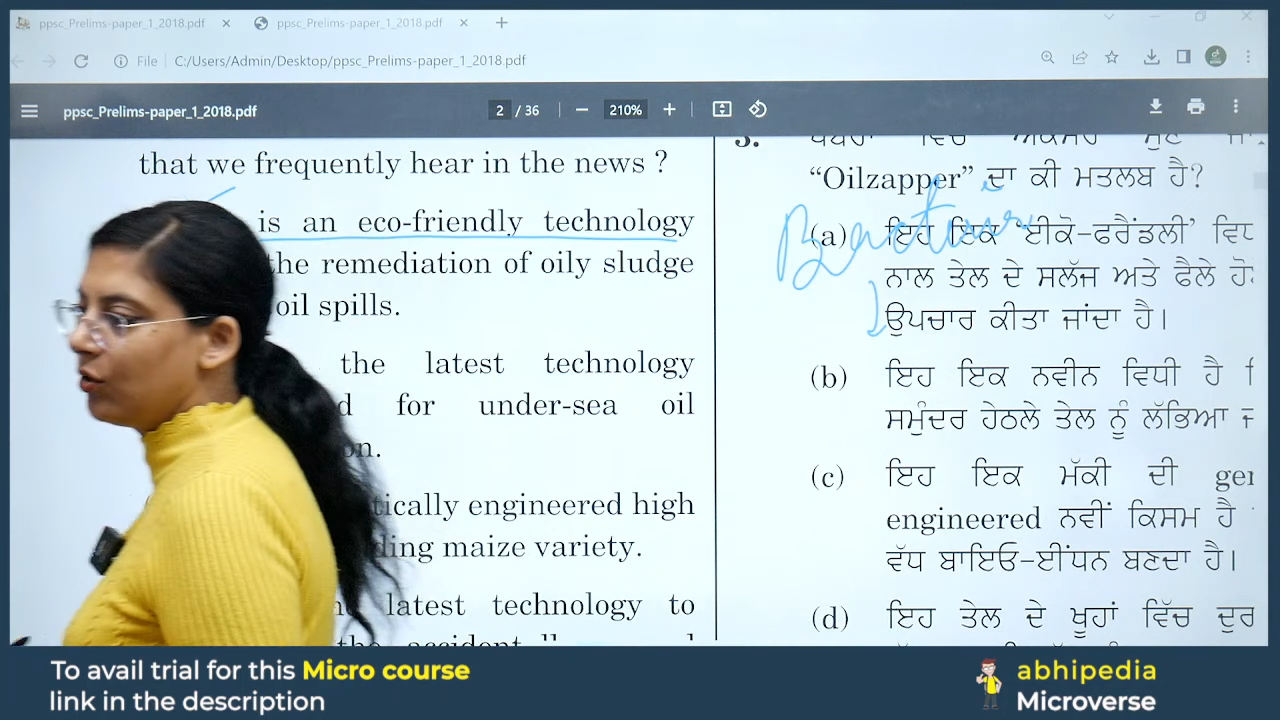 ppsc_Prelims-paper_1_2018.pdf
ppsc_Prelims-paper_1_2018.pdf
File
C:/Users/Admin/Desktop/ppsc_Prelims-paper_1_2018.pdf
ppsc_Prelims-paper_1_2018.pdf
2 / 36
210%
that we frequently hear in the news ?
is an eco-friendly technology
the remediation of oily sludge
oil spills.
the latest technology
for under-sea oil
engineered high
maize variety.
latest technology to
3.
“Oilzapper” ਦਾ ਕੀ ਮਤਲਬ ਹੈ?
(a) ਇਹ ਇਕ ‘ਈਕੋ-ਫਰੈਂਡਲੀ’
ਨਾਲ ਤੇਲ ਦੇ ਸਲੱਜ ਅਤੇ ਫੈਲੇ
ਉਪਚਾਰ ਕੀਤਾ ਜਾਂਦਾ ਹੈ।
(b) ਇਹ ਇਕ ਨਵੀਨ ਵਿਧੀ ਹੈ
ਸਮੁੰਦਰ ਹੇਠਲੇ ਤੇਲ ਨੂੰ ਲੱਭਿਆ
(c) ਇਹ ਇਕ ਮੱਕੀ ਦੀ
engineered ਨਵੀਂ ਕਿਸਮ ਹੈ
ਵੱਧ ਬਾਇਓ-ਈਂਧਨ ਬਣਦਾ ਹੈ।
(d) ਇਹ ਤੇਲ ਦੇ ਖੂਹਾਂ ਵਿੱਚ
To avail trial for this Micro course
link in the description
abhipedia
Microverse